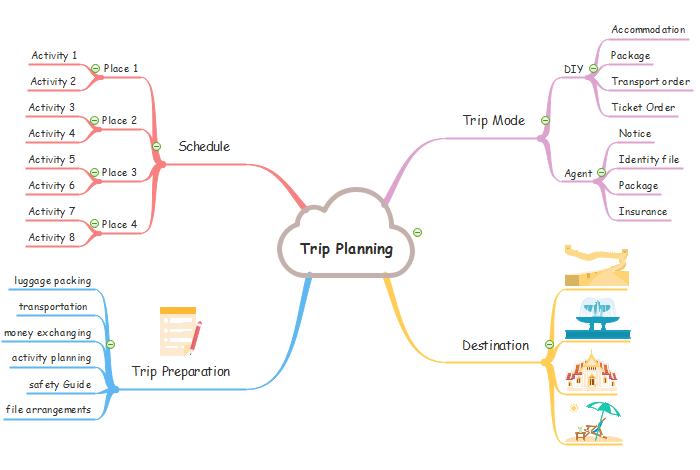 Trip Planning
Schedule
Place 1
Activity 1
Activity 2
Place 2
Activity 3
Activity 4
Place 3
Activity 5
Activity 6
Place 4
Activity 7
Activity 8
Trip Mode
DIY
Accommodation
Package
Transport order
Ticket Order
Agent
Notice
Identity file
Package
Insurance
Trip Preparation
luggage packing
transportation
money exchanging
activity planning
safety Guide
file arrangements
Destination